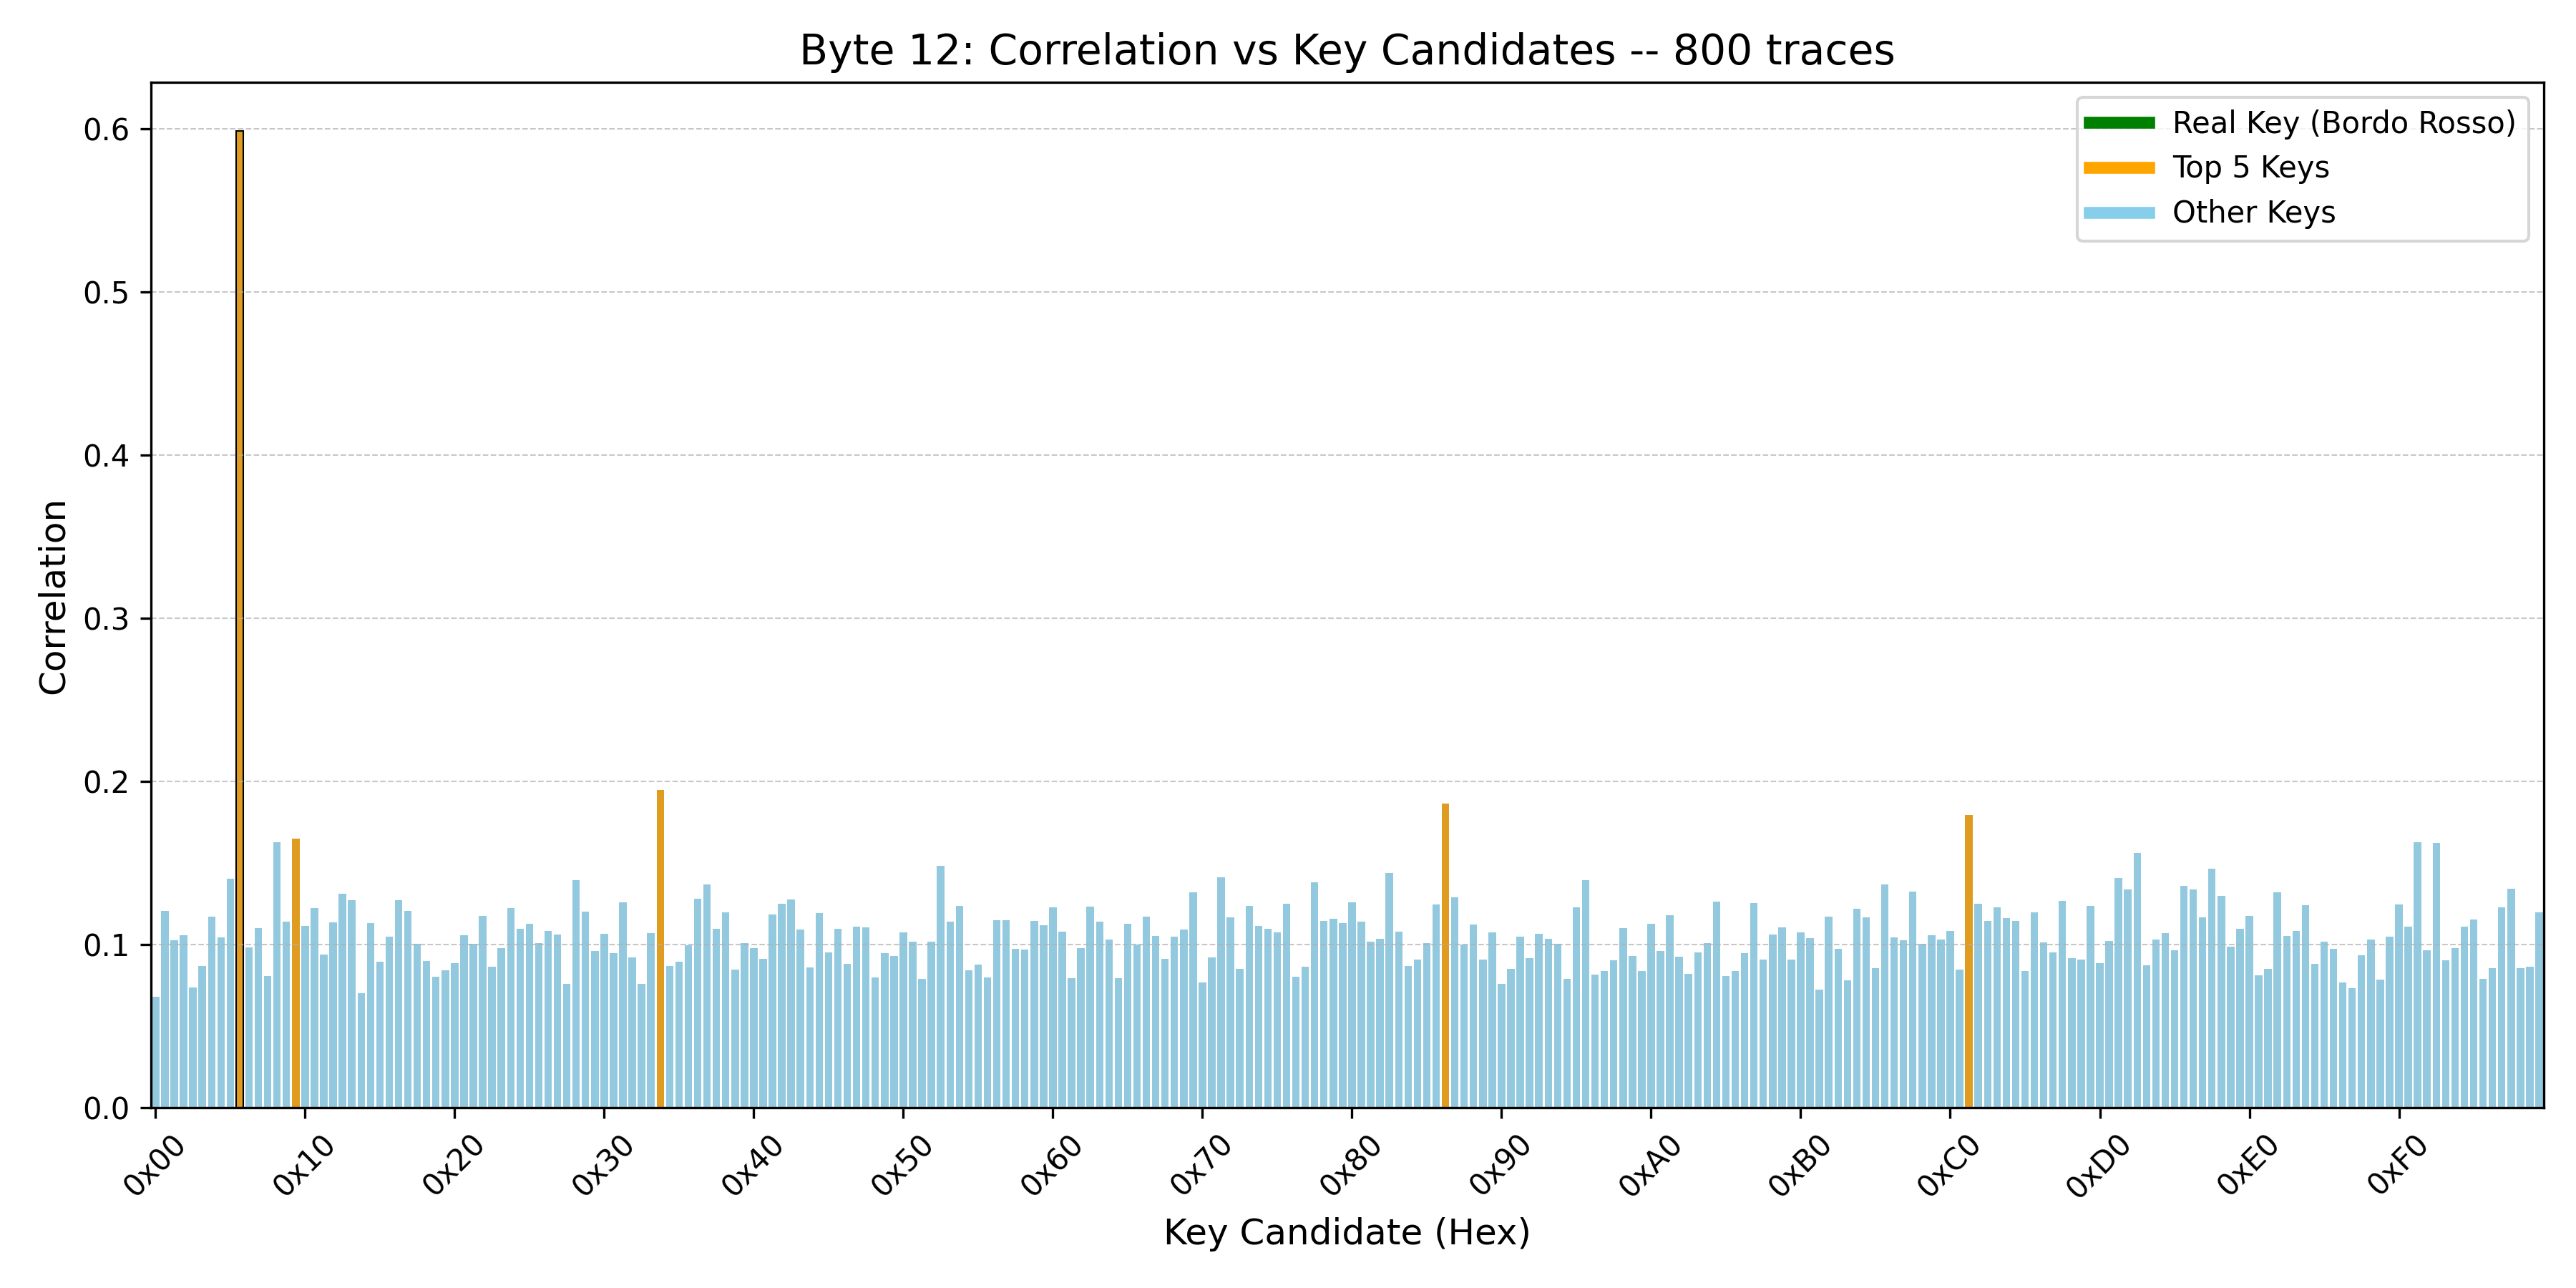 Byte 12: Correlation vs Key Candidates -- 800 traces
Real Key (Bordo Rosso)
Top 5 Keys
Other Keys
0.6
0.5
0.4
0.3
0.2
0.1
0.0
Correlation
0x00 0x10 0x20 0x30 0x40 0x50 0x60 0x70 0x80 0x90 0xA0 0xB0 0xC0 0xD0 0xE0 0xF0
Key Candidate (Hex)